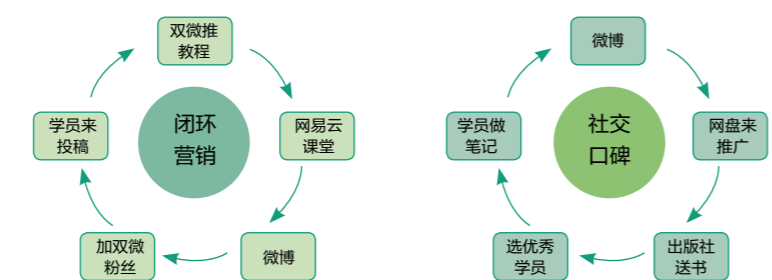 双微推
教程
网易云
课堂
微博
加双微
粉丝
学员来
投稿
闭环
营销
微博
网盘来
推广
出版社
送书
选优秀
学员
学员做
笔记
社交
口碑